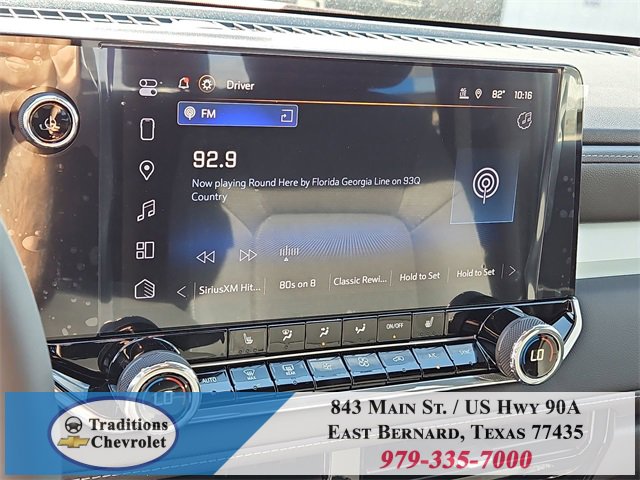 Driver
82° 10:16
FM
92.9
Now playing Round Here by Florida Georgia Line on 93Q
Country
SiriusXM Hit... 80s on 8 Classic Rewi... Hold to Set Hold to Set
ON/OFF
AUTO MAX REAR A/C
LO LO
Traditions
Chevrolet
843 Main St. / US Hwy 90A
East Bernard, Texas 77435
979-335-7000